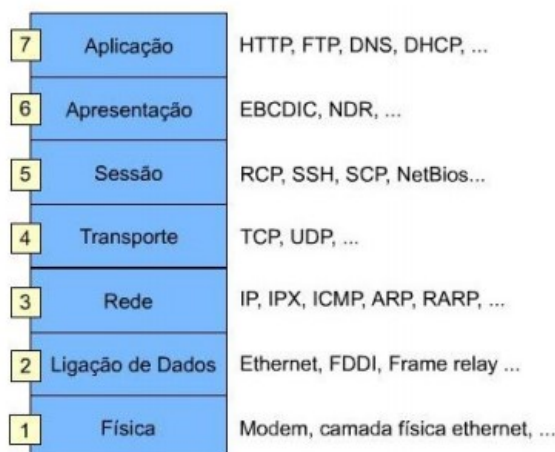 7 Aplicação HTTP, FTP, DNS, DHCP, ...
6 Apresentação EBCDIC, NDR, ...
5 Sessão RCP, SSH, SCP, NetBios...
4 Transporte TCP, UDP, ...
3 Rede IP, IPX, ICMP, ARP, RARP, ...
2 Ligação de Dados Ethernet, FDDI, Frame relay ...
1 Física Modem, camada física ethernet, ...